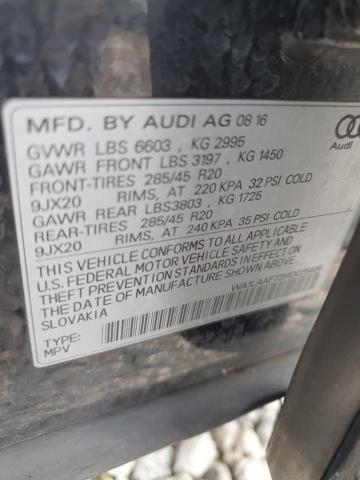 MFD. BY AUDI AG 08 16
GVWR LBS 6603 , KG 2995
GAWR FRONT LBS 3197 , KG 1450
FRONT-TIRES 285/45 R20
9JX20 RIMS, AT 220 KPA 32 PSI COLD
GAWR REAR LBS3803 , KG 1725
REAR-TIRES 285/45 R20
9JX20 RIMS, AT 240 KPA 35 PSI COLD
THIS VEHICLE CONFORMS TO ALL APPLICABLE
U.S. FEDERAL MOTOR VEHICLE SAFETY, BUMPER, AND
THEFT PREVENTION STANDARDS IN EFFECT ON
THE DATE OF MANUFACTURE SHOWN ABOVE.
SLOVAKIA
TYPE:
MPV
Audi